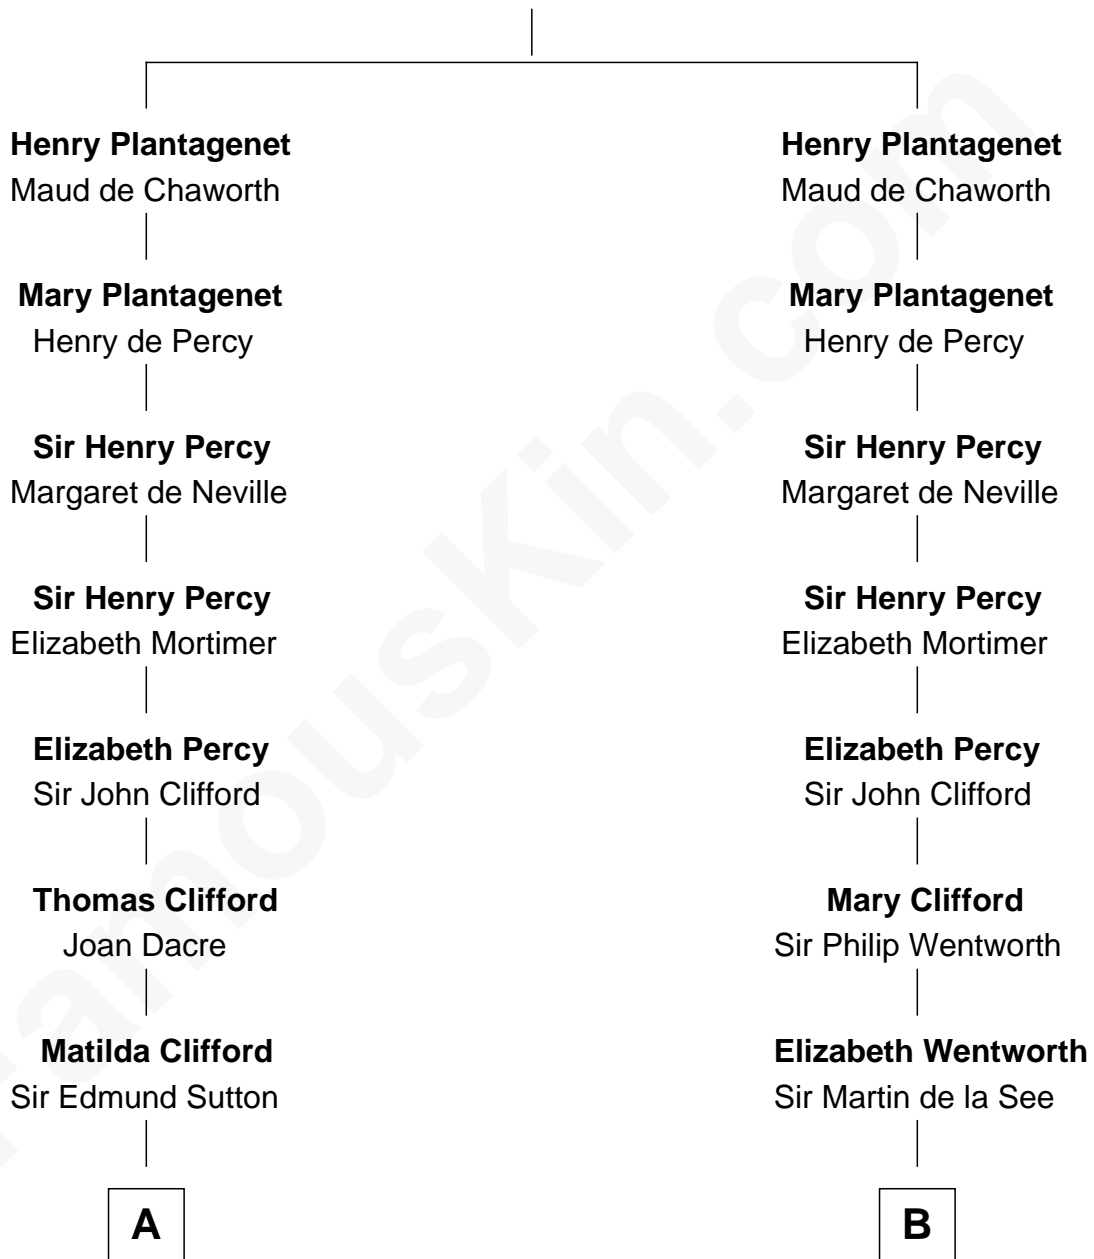 Henry Plantagenet
Maud de Chaworth
Mary Plantagenet
Henry de Percy
Sir Henry Percy
Margaret de Neville
Sir Henry Percy
Elizabeth Mortimer
Elizabeth Percy
Sir John Clifford
Thomas Clifford
Joan Dacre
Matilda Clifford
Sir Edmund Sutton
A
Henry Plantagenet
Maud de Chaworth
Mary Plantagenet
Henry de Percy
Sir Henry Percy
Margaret de Neville
Sir Henry Percy
Elizabeth Mortimer
Elizabeth Percy
Sir John Clifford
Mary Clifford
Sir Philip Wentworth
Elizabeth Wentworth
Sir Martin de la See
B
FamousKin.com